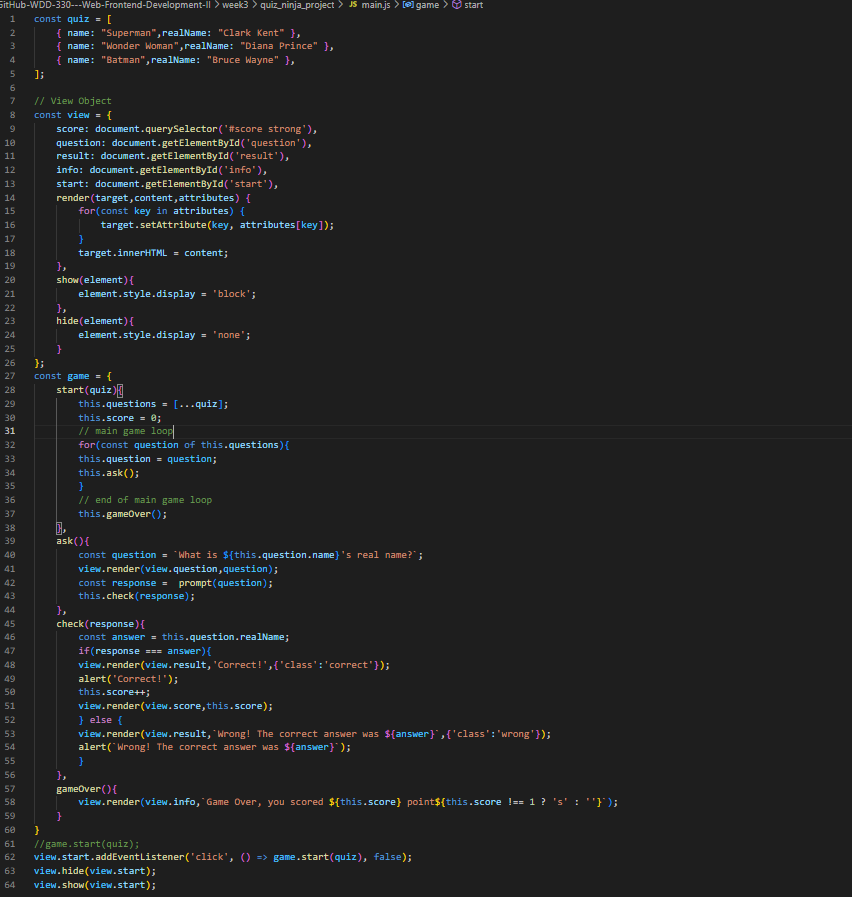 GitHub-WDD-330---Web-Frontend-Development-II > week3 > quiz_ninja_project > JS main.js > game > start
1 const quiz = [
2 { name: "Superman",realName: "Clark Kent" },
3 { name: "Wonder Woman",realName: "Diana Prince" },
4 { name: "Batman",realName: "Bruce Wayne" },
5 ];
6
7 // View Object
8 const view = {
9 score: document.querySelector('#score strong'),
10 question: document.getElementById('question'),
11 result: document.getElementById('result'),
12 info: document.getElementById('info'),
13 start: document.getElementById('start'),
14 render(target,content,attributes) {
15 for(const key in attributes) {
16 target.setAttribute(key, attributes[key]);
17 }
18 target.innerHTML = content;
19 },
20 show(element){
21 element.style.display = 'block';
22 },
23 hide(element){
24 element.style.display = 'none';
25 }
26 };
27 const game = {
28 start(quiz){
29 this.questions = [...quiz];
30 this.score = 0;
31 // main game loop
32 for(const question of this.questions){
33 this.question = question;
34 this.ask();
35 }
36 // end of main game loop
37 this.gameOver();
38 },
39 ask(){
40 const question = `What is ${this.question.name}'s real name?`;
41 view.render(view.question,question);
42 const response =  prompt(question);
43 this.check(response);
44 },
45 check(response){
46 const answer = this.question.realName;
47 if(response === answer){
48 view.render(view.result,'Correct!',{'class':'correct'});
49 alert('Correct!');
50 this.score++;
51 view.render(view.score,this.score);
52 } else {
53 view.render(view.result,`Wrong! The correct answer was ${answer}`,{'class':'wrong'});
54 alert(`Wrong! The correct answer was ${answer}`);
55 }
56 },
57 gameOver(){
58 view.render(view.info,`Game Over, you scored ${this.score} point${this.score !== 1 ? 's' : ''}`);
59 }
60 }
61 //game.start(quiz);
62 view.start.addEventListener('click', () => game.start(quiz), false);
63 view.hide(view.start);
64 view.show(view.start);